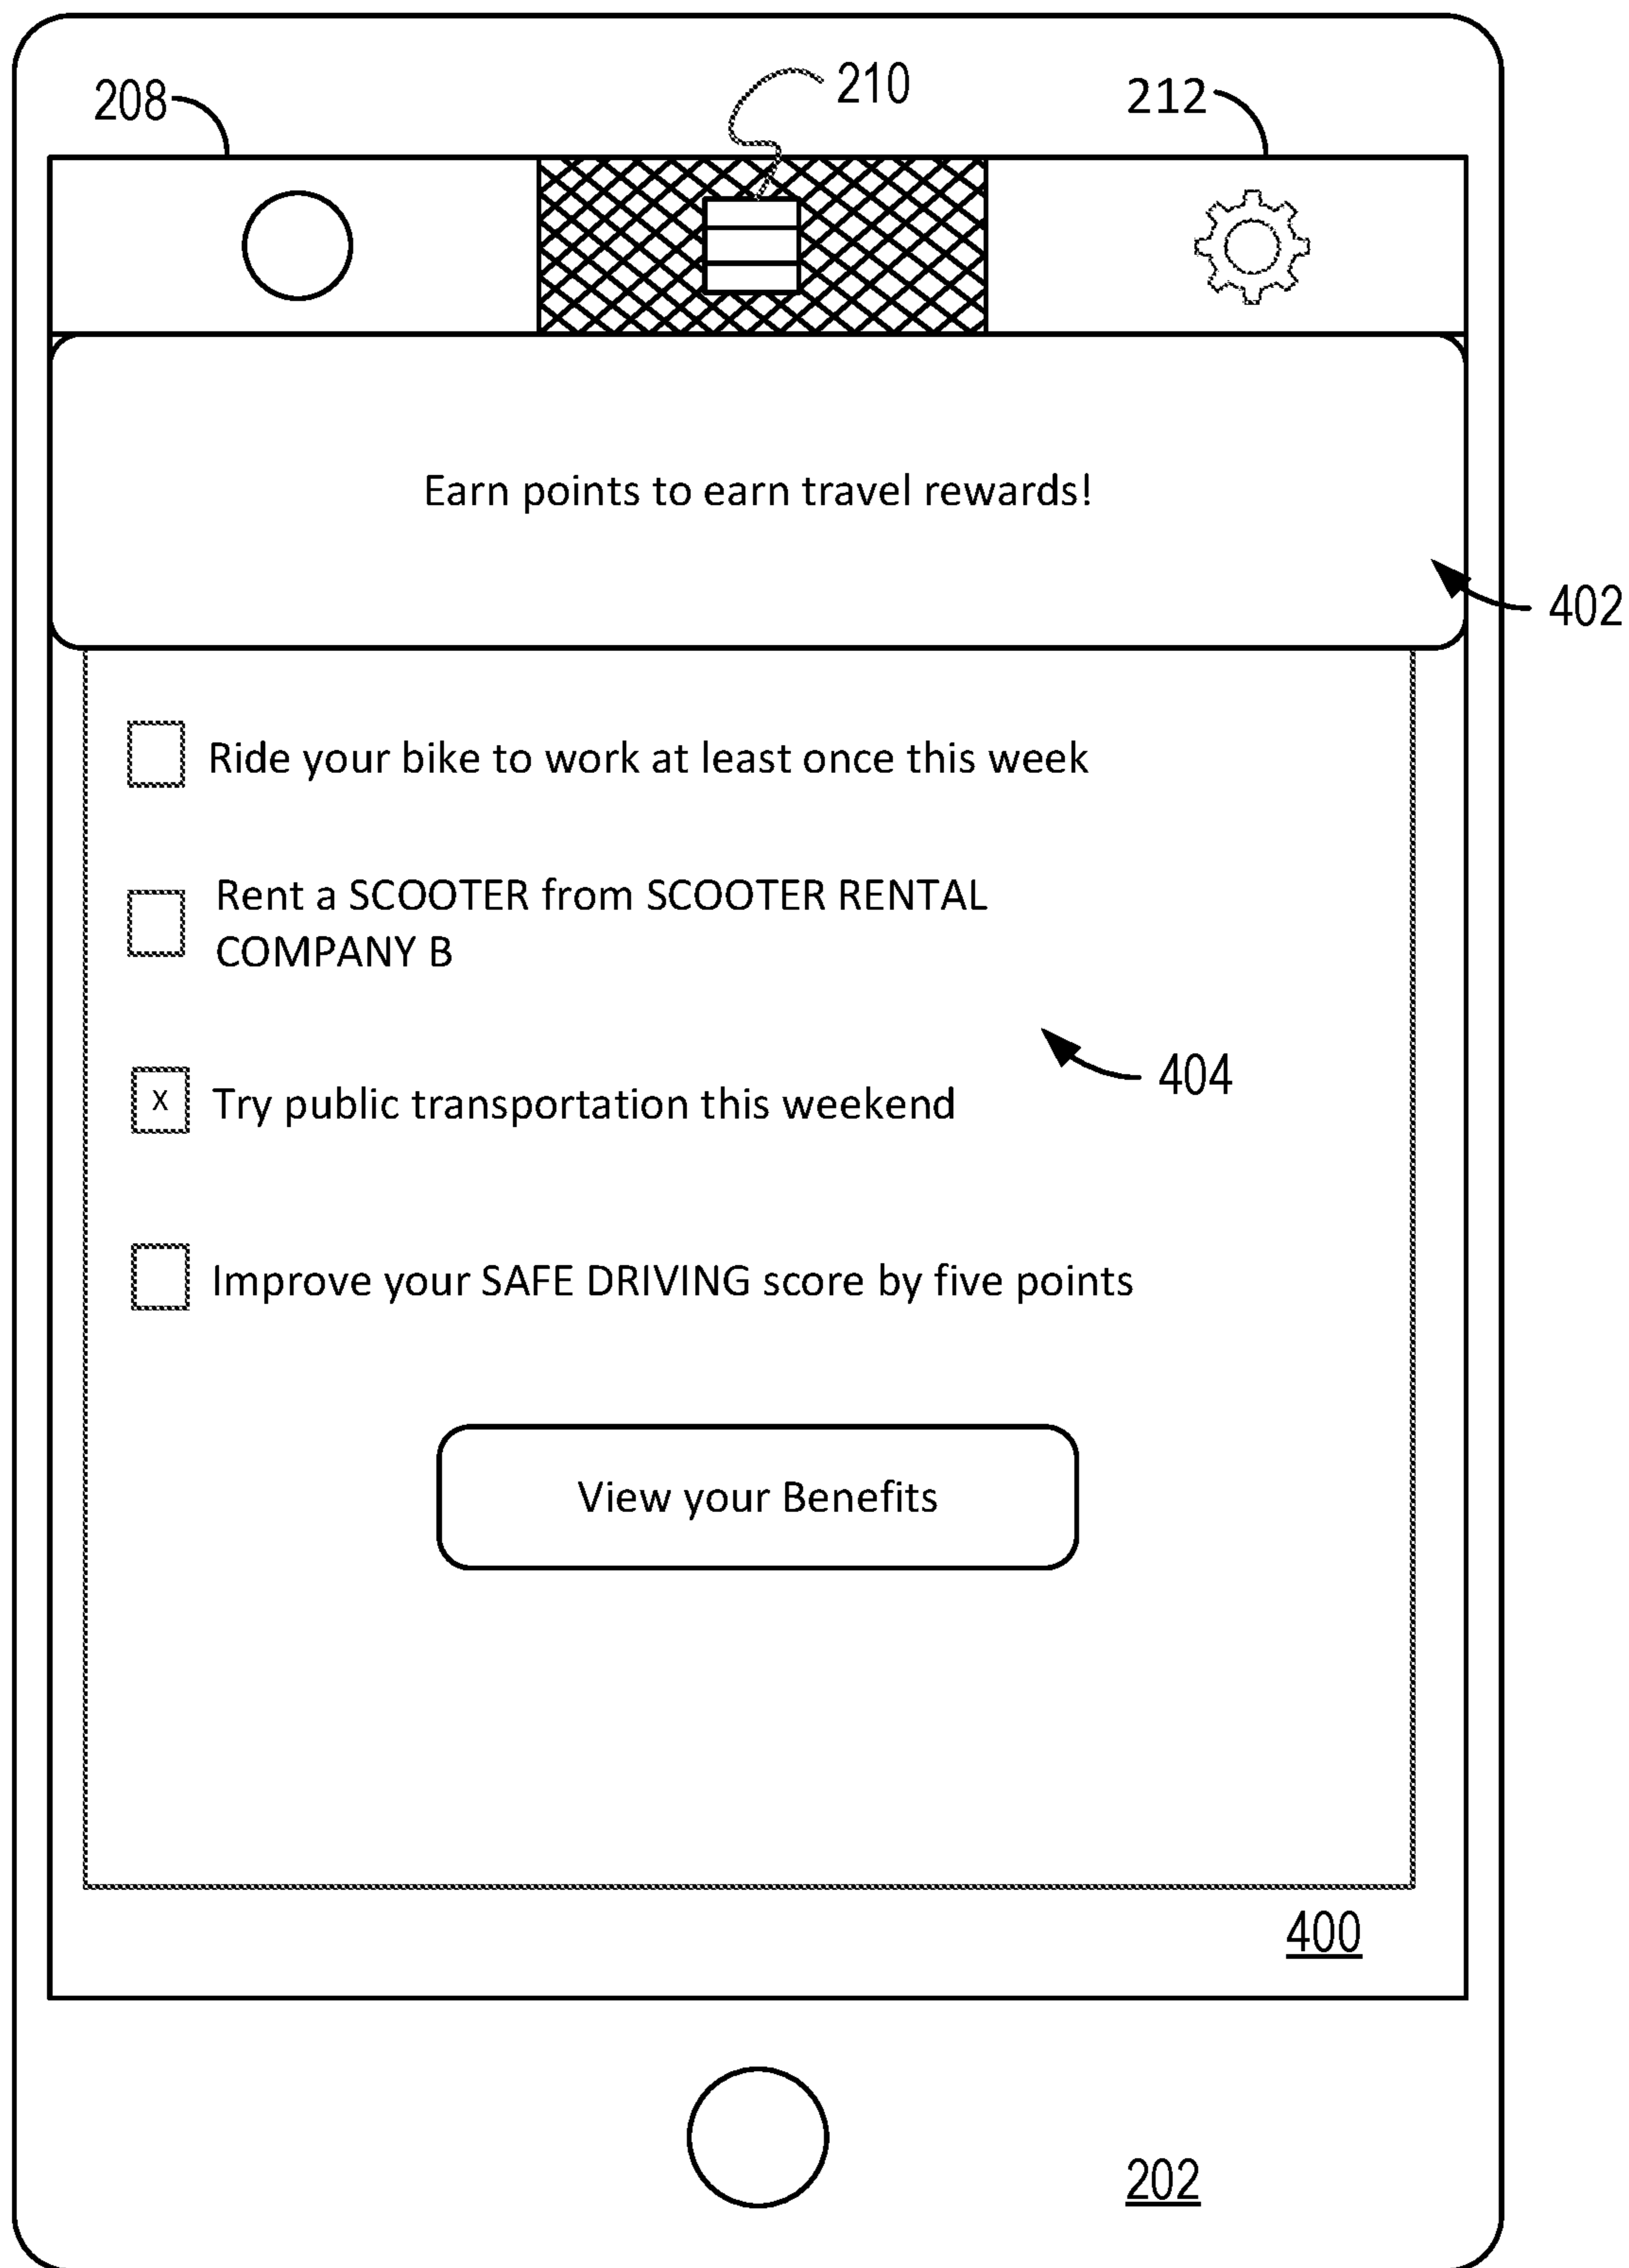 208
210
212
Earn points to earn travel rewards!
402
Ride your bike to work at least once this week
Rent a SCOOTER from SCOOTER RENTAL
COMPANY B
404
x Try public transportation this weekend
Improve your SAFE DRIVING score by five points
View your Benefits
400
202